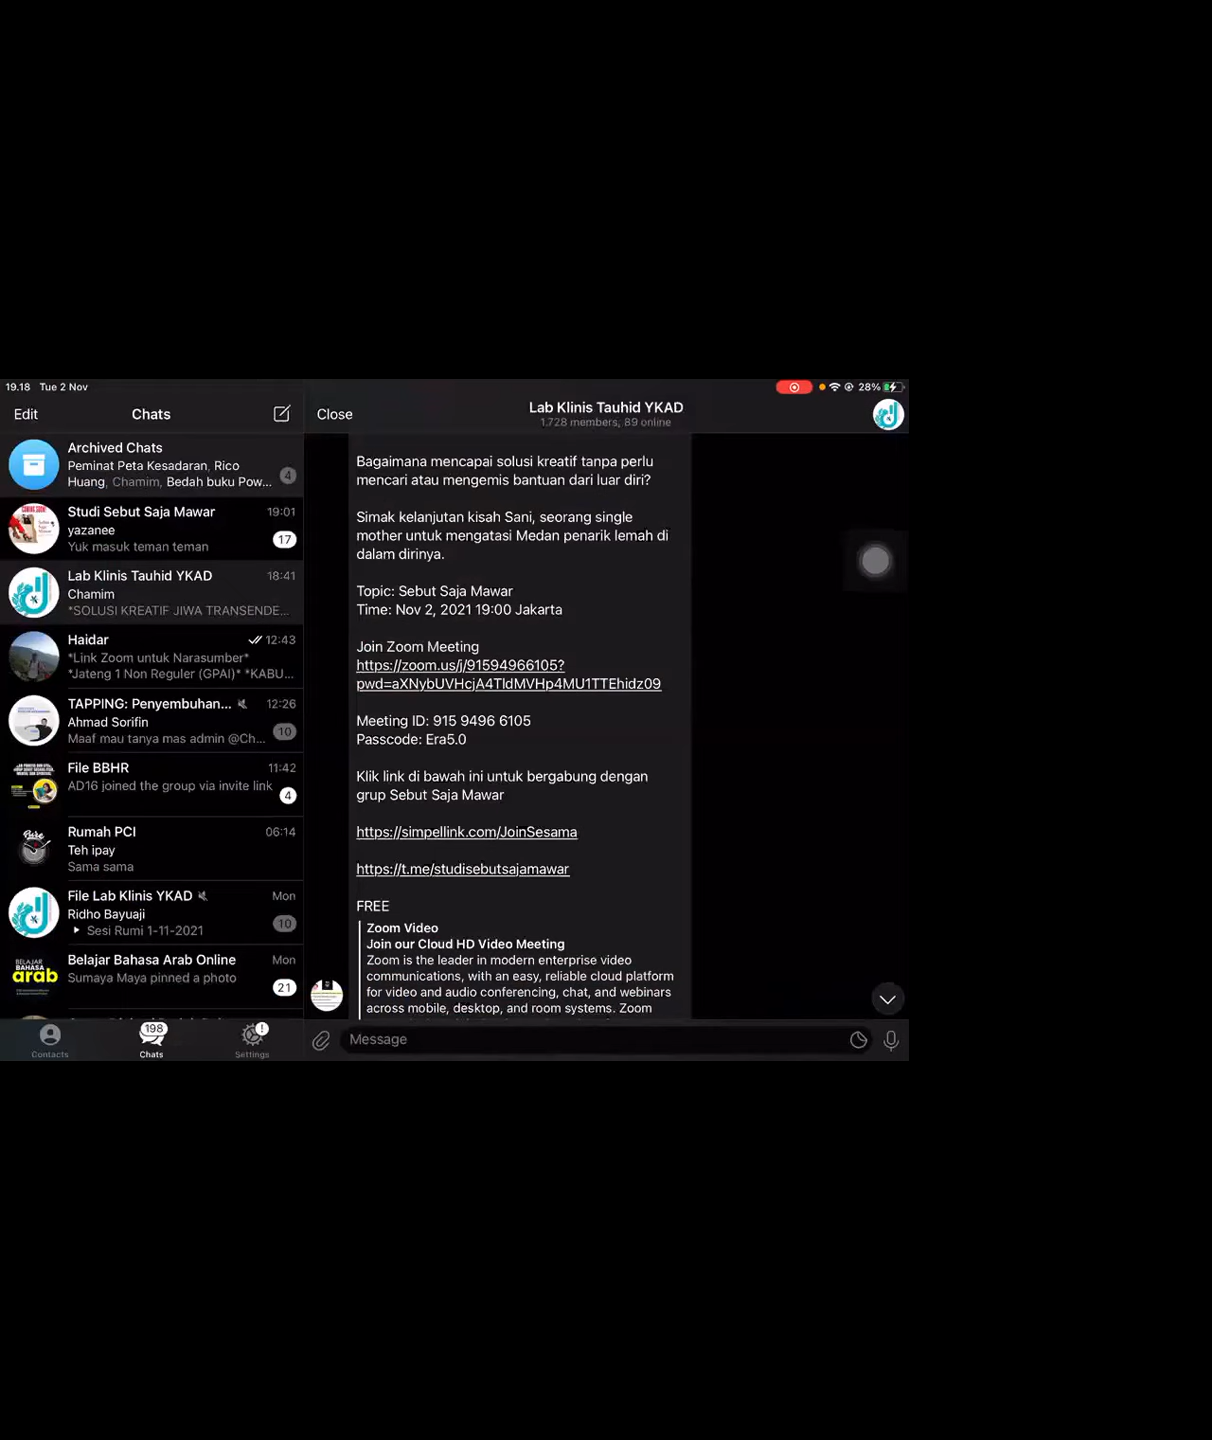 19.18 Tue 2 Nov
28%
Edit
Chats
Archived Chats
Peminat Peta Kesadaran, Rico
Huang, Chamim, Bedah buku Pow...
4
Studi Sebut Saja Mawar
19:01
yazanee
Yuk masuk teman teman
17
Lab Klinis Tauhid YKAD
18:41
Chamim
*SOLUSI KREATIF JIWA TRANSENDE...
Haidar
12:43
*Link Zoom untuk Narasumber*
*Jateng 1 Non Reguler (GPAI)* *KABU...
TAPPING: Penyembuhan...
12:26
Ahmad Sorifin
Maaf mau tanya mas admin @Ch...
10
File BBHR
11:42
AD16 joined the group via invite link
4
Rumah PCI
06:14
Teh ipay
Sama sama
File Lab Klinis YKAD
Mon
Ridho Bayuaji
Sesi Rumi 1-11-2021
10
BELAJAR
BAHASA
arab
Belajar Bahasa Arab Online
Mon
Sumaya Maya pinned a photo
21
Contacts
198
Chats
!
Settings
Close
Lab Klinis Tauhid YKAD
1.728 members, 89 online
Bagaimana mencapai solusi kreatif tanpa perlu
mencari atau mengemis bantuan dari luar diri?
Simak kelanjutan kisah Sani, seorang single
mother untuk mengatasi Medan penarik lemah di
dalam dirinya.
Topic: Sebut Saja Mawar
Time: Nov 2, 2021 19:00 Jakarta
Join Zoom Meeting
https://zoom.us/j/91594966105?
pwd=aXNybUVHcjA4TldMVHp4MU1TTEhidz09
Meeting ID: 915 9496 6105
Passcode: Era5.0
Klik link di bawah ini untuk bergabung dengan
grup Sebut Saja Mawar
https://simpellink.com/JoinSesama
https://t.me/studisebutsajamawar
FREE
Zoom Video
Join our Cloud HD Video Meeting
Zoom is the leader in modern enterprise video
communications, with an easy, reliable cloud platform
for video and audio conferencing, chat, and webinars
across mobile, desktop, and room systems. Zoom
Message